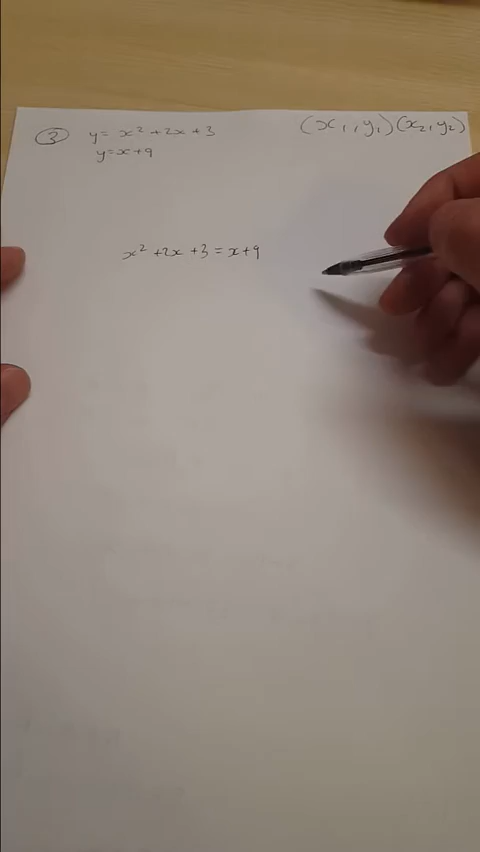 ③ y = x² + 2x + 3
y = x + 9
(x₁, y₁) (x₂, y₂)
x² + 2x + 3 = x + 9